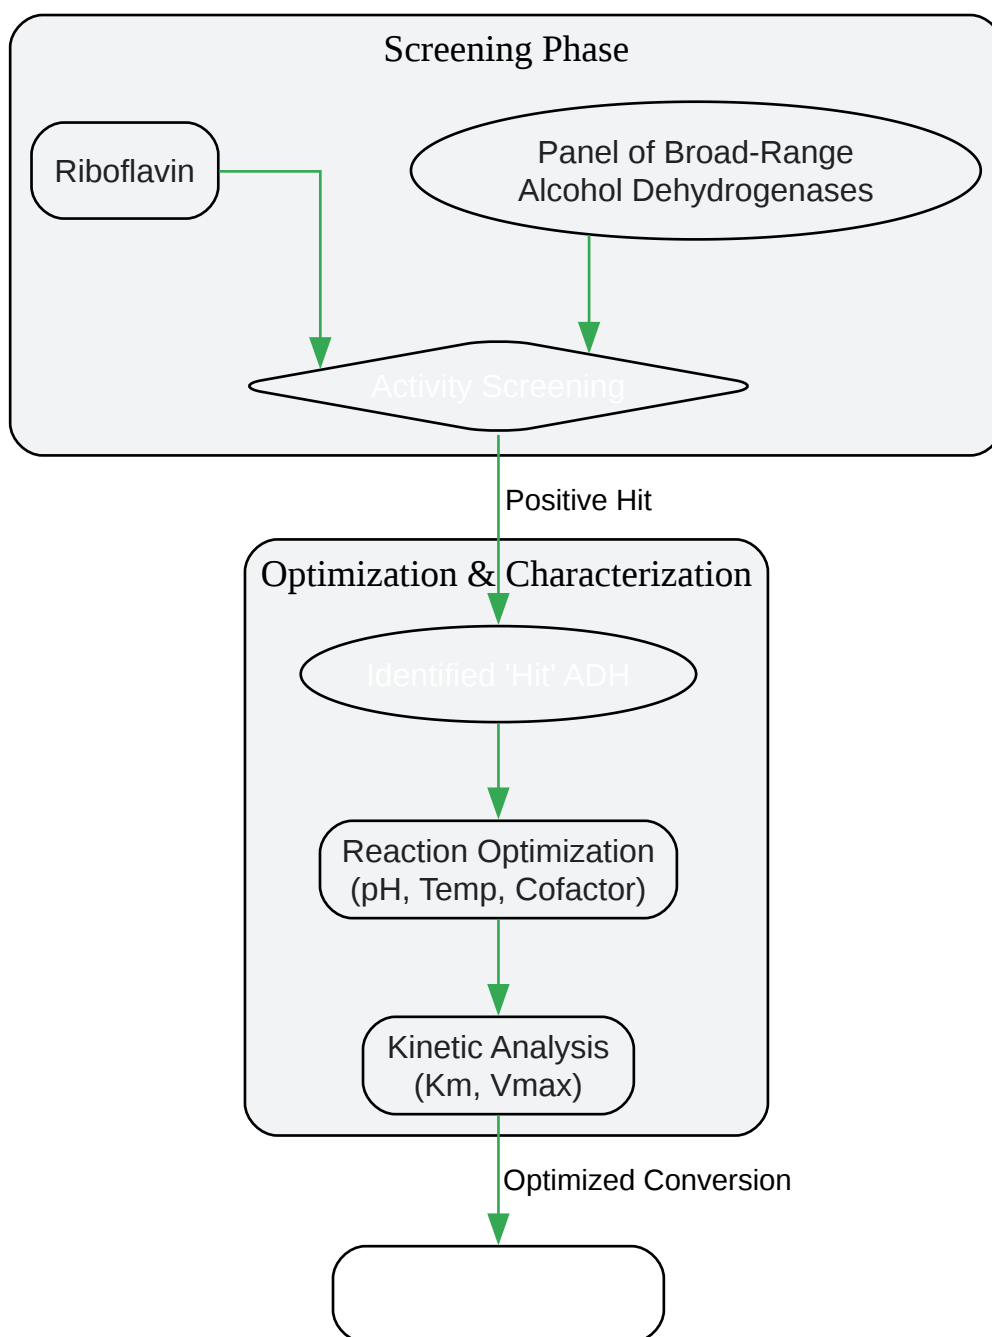 Screening Phase
Riboflavin
Panel of Broad-Range
Alcohol Dehydrogenases
Activity Screening
Positive Hit
Optimization & Characterization
Identified 'Hit' ADH
Reaction Optimization
(pH, Temp, Cofactor)
Kinetic Analysis
(Km, Vmax)
Optimized Conversion